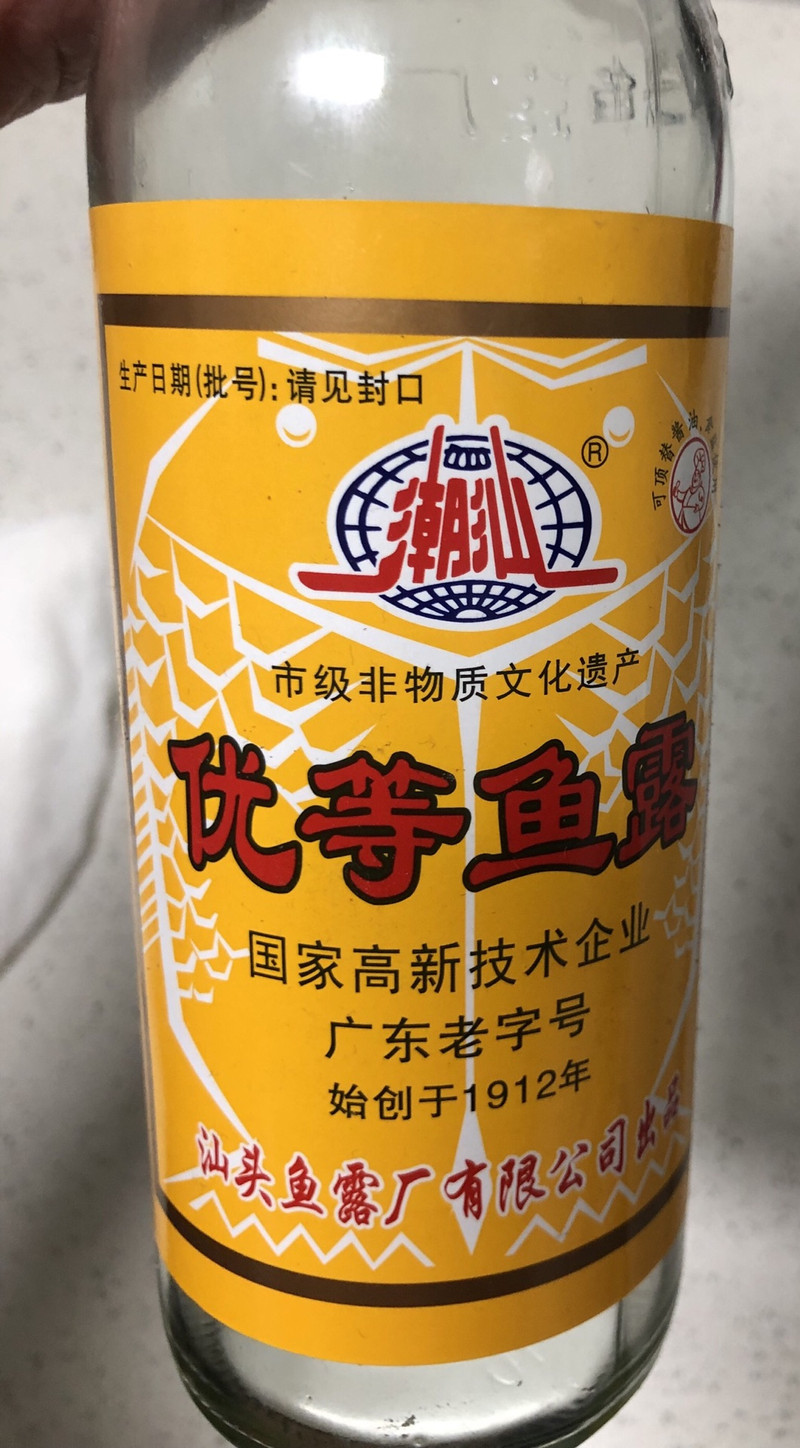 生产日期(批号):请见封口
潮汕
®
市级非物质文化遗产
优等鱼露
国家高新技术企业
广东老字号
始创于1912年
汕头鱼露厂有限公司出品